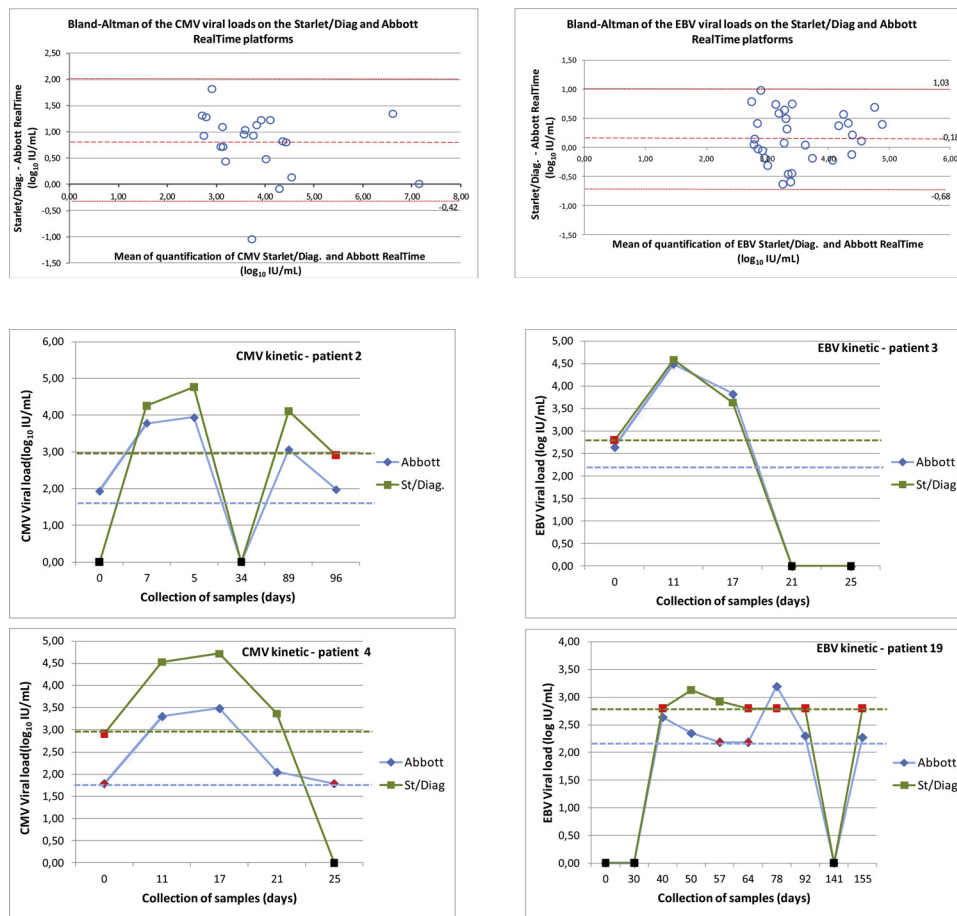 Bland-Altman of the CMV viral loads on the Starlet/Diag and Abbott
RealTime platforms
Starlet/Diag. - Abbott RealTime
(log10 IU/mL)
2,50
2,00
1,50
1,00
0,50
0,00
-0,50
-1,00
-1,50
0,00 1,00 2,00 3,00 4,00 5,00 6,00 7,00 8,00
-0,42
Mean of quantification of CMV Starlet/Diag. and Abbott RealTime
(log10 IU/mL)
Bland-Altman of the EBV viral loads on the Starlet/Diag and Abbott
RealTime platforms
Starlet/Diag. - Abbott RealTime
(log10 IU/mL)
1,50
1,00
0,50
0,00
-0,50
-1,00
-1,50
0,00 1,00 2,00 3,00 4,00 5,00 6,00
1,03
0,18
-0,68
Mean of quantification of EBV Starlet/Diag. and Abbott RealTime
(log10 IU/mL)
CMV kinetic - patient 2
CMV Viral load(log10 IU/mL)
6,00
5,00
4,00
3,00
2,00
1,00
0,00
0 7 5 34 89 96
Collection of samples (days)
Abbott
St/Diag.
EBV kinetic - patient 3
EBV Viral load (log IU/mL)
5,00
4,50
4,00
3,50
3,00
2,50
2,00
1,50
1,00
0,50
0,00
0 11 17 21 25
Collection of samples (days)
Abbott
St/Diag
CMV kinetic - patient 4
CMV Viral load(log10 IU/mL)
5,00
4,50
4,00
3,50
3,00
2,50
2,00
1,50
1,00
0,50
0,00
0 11 17 21 25
Collection of samples (days)
Abbott
St/Diag
EBV kinetic - patient 19
EBV Viral load (log IU/mL)
4,00
3,50
3,00
2,50
2,00
1,50
1,00
0,50
0,00
0 30 40 50 57 64 78 92 141 155
Collection of samples (days)
Abbott
St/Diag